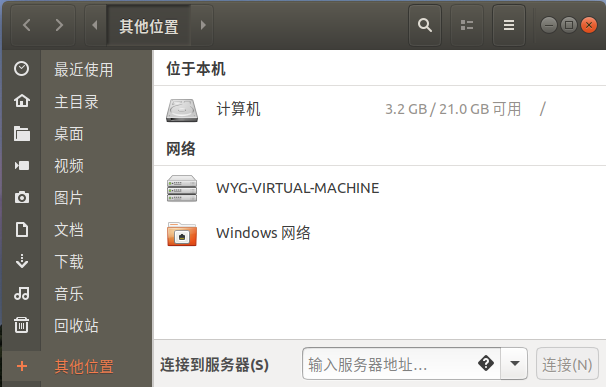 其他位置
最近使用
主目录
桌面
视频
图片
文档
下载
音乐
回收站
其他位置
位于本机
计算机 3.2 GB / 21.0 GB 可用 /
网络
WYG-VIRTUAL-MACHINE
Windows 网络
连接到服务器(S) 输入服务器地址... 连接(N)